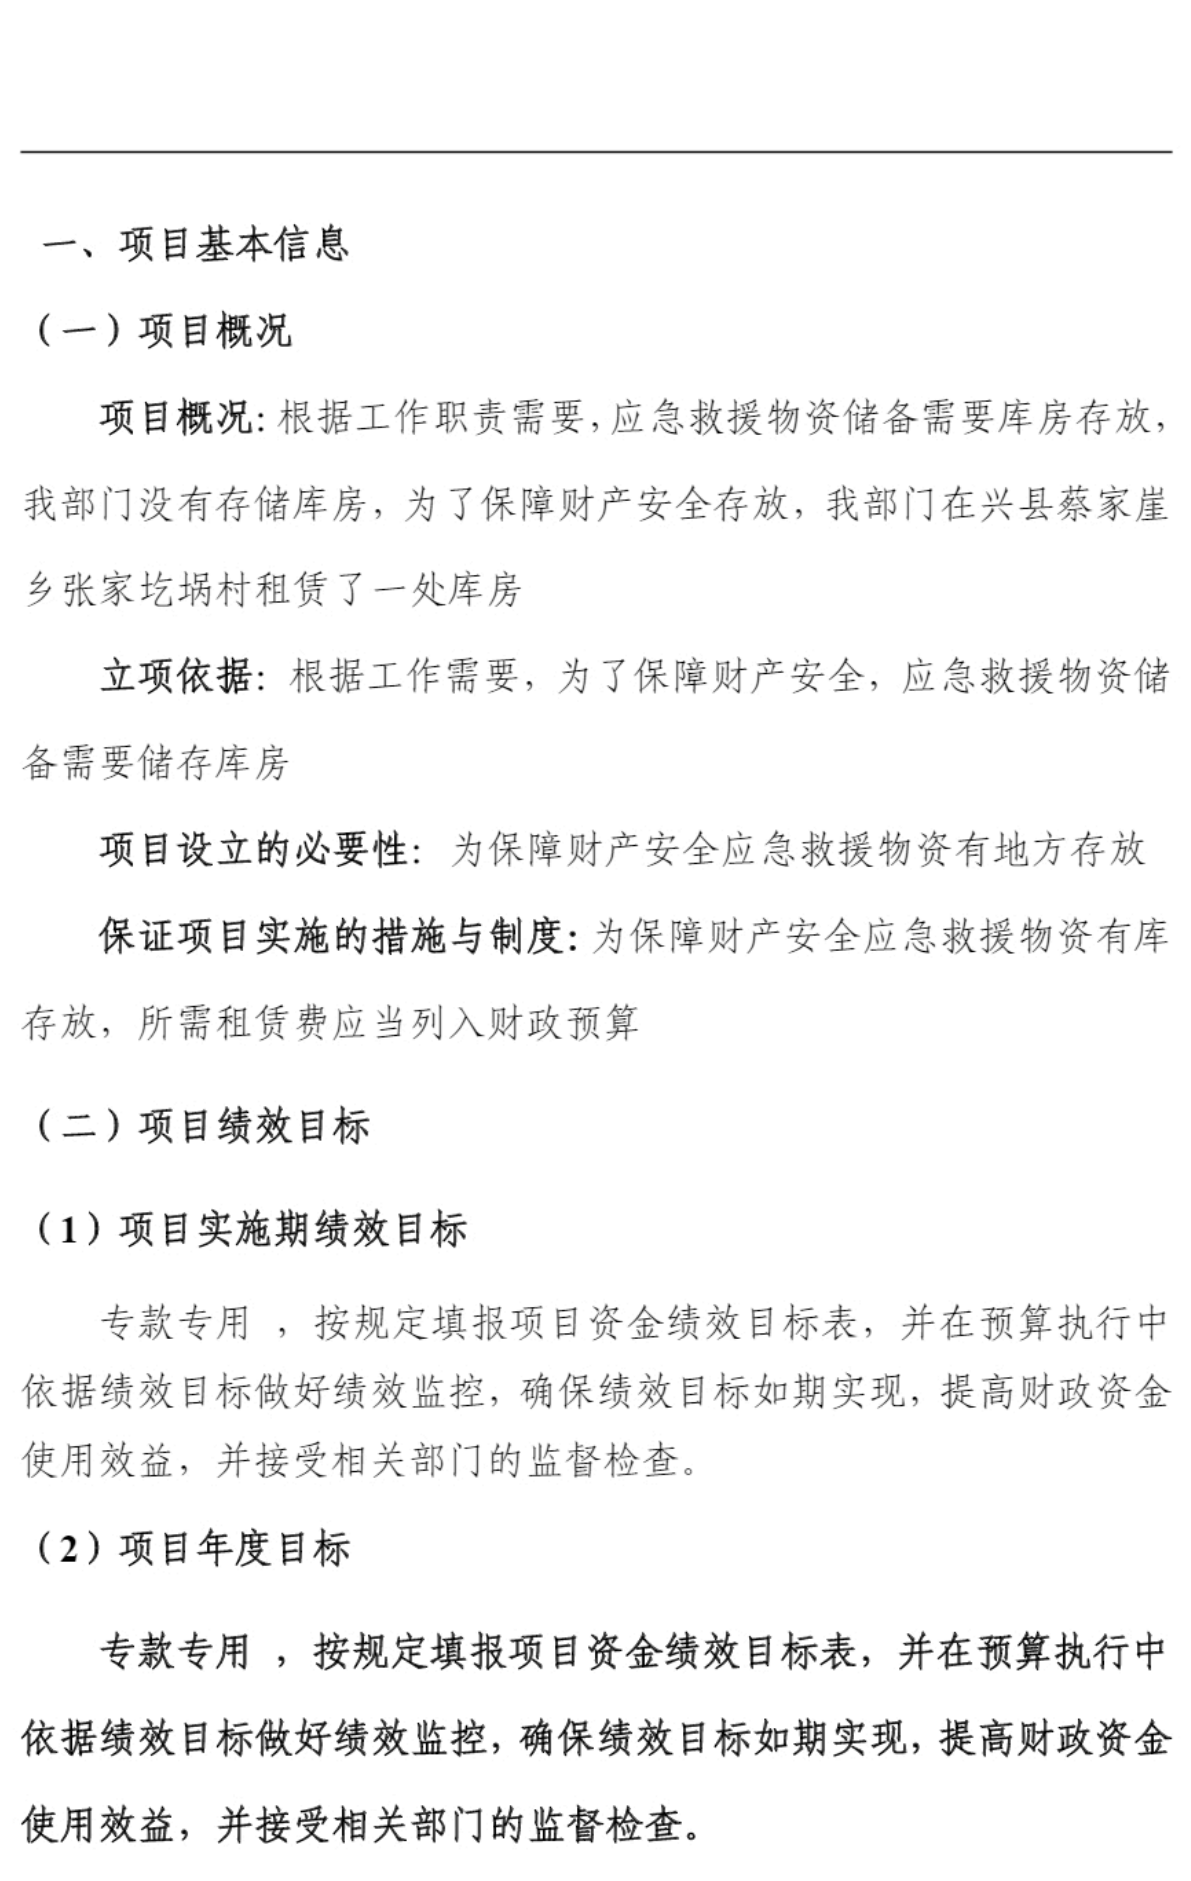 一、项目基本信息
（一）项目概况
项目概况：根据工作职责需要，应急救援物资储备需要库房存放，
我部门没有存储库房，为了保障财产安全存放，我部门在兴县蔡家崖
乡张家圪埚村租赁了一处库房
立项依据：根据工作需要，为了保障财产安全，应急救援物资储
备需要储存库房
项目设立的必要性：为保障财产安全应急救援物资有地方存放
保证项目实施的措施与制度：为保障财产安全应急救援物资有库
存放，所需租赁费应当列入财政预算
（二）项目绩效目标
（1）项目实施期绩效目标
专款专用 ，按规定填报项目资金绩效目标表，并在预算执行中
依据绩效目标做好绩效监控，确保绩效目标如期实现，提高财政资金
使用效益，并接受相关部门的监督检查。
（2）项目年度目标
专款专用 ，按规定填报项目资金绩效目标表，并在预算执行中
依据绩效目标做好绩效监控，确保绩效目标如期实现，提高财政资金
使用效益，并接受相关部门的监督检查。